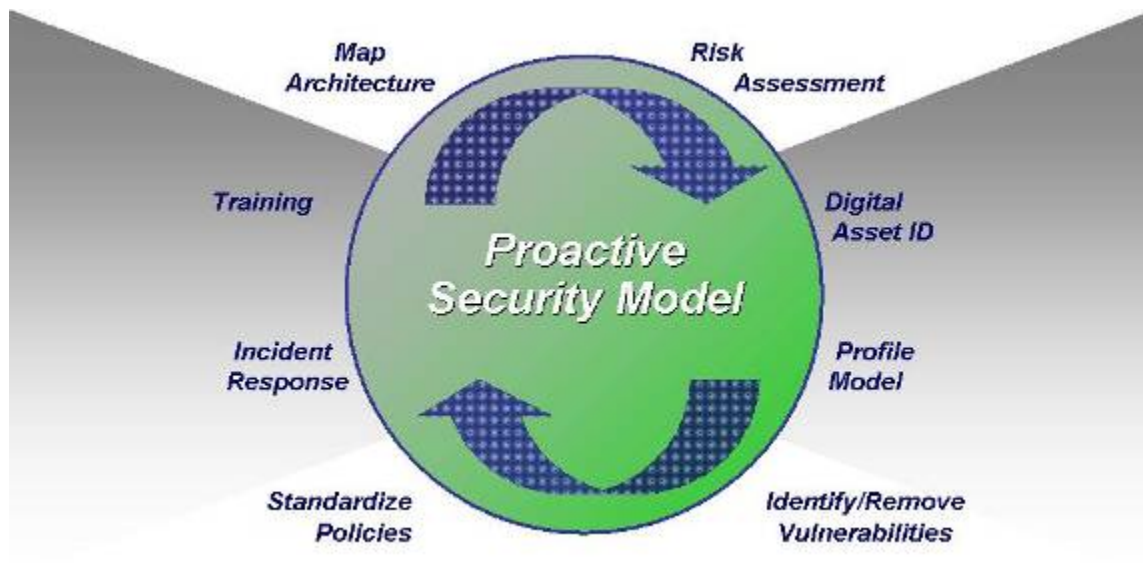 Map
Architecture
Risk
Assessment
Training
Digital
Asset ID
Proactive
Security Model
Incident
Response
Profile
Model
Standardize
Policies
Identify/Remove
Vulnerabilities